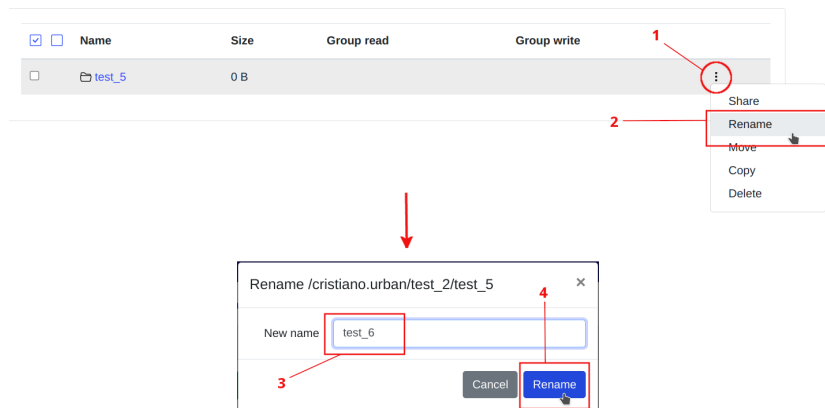 Name Size Group read Group write 1
test_5 0 B
Share
2 Rename
Move
Copy
Delete
Rename /cristiano.urban/test_2/test_5 ×
4
New name test_6
3 Cancel Rename